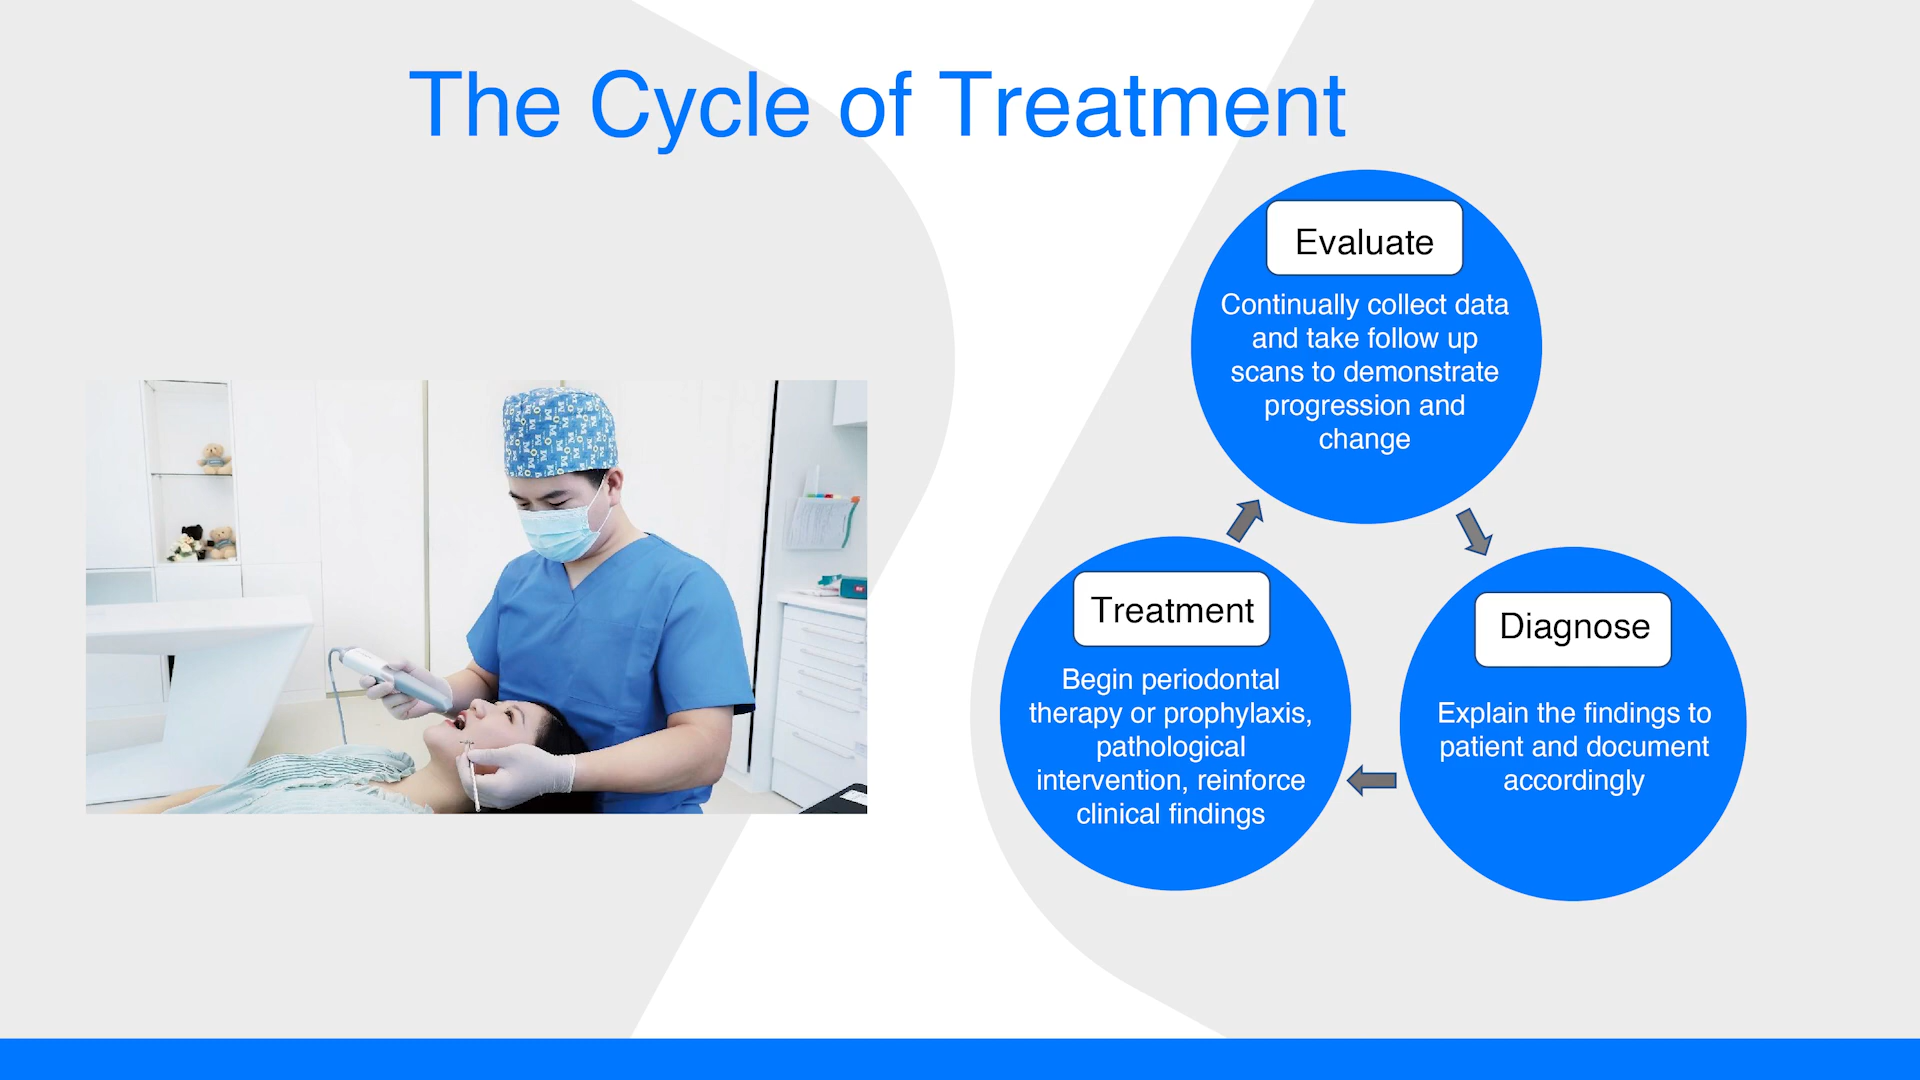 The Cycle of Treatment
Evaluate
Continually collect data
and take follow up
scans to demonstrate
progression and
change
Treatment
Begin periodontal
therapy or prophylaxis,
pathological
intervention, reinforce
clinical findings
Diagnose
Explain the findings to
patient and document
accordingly